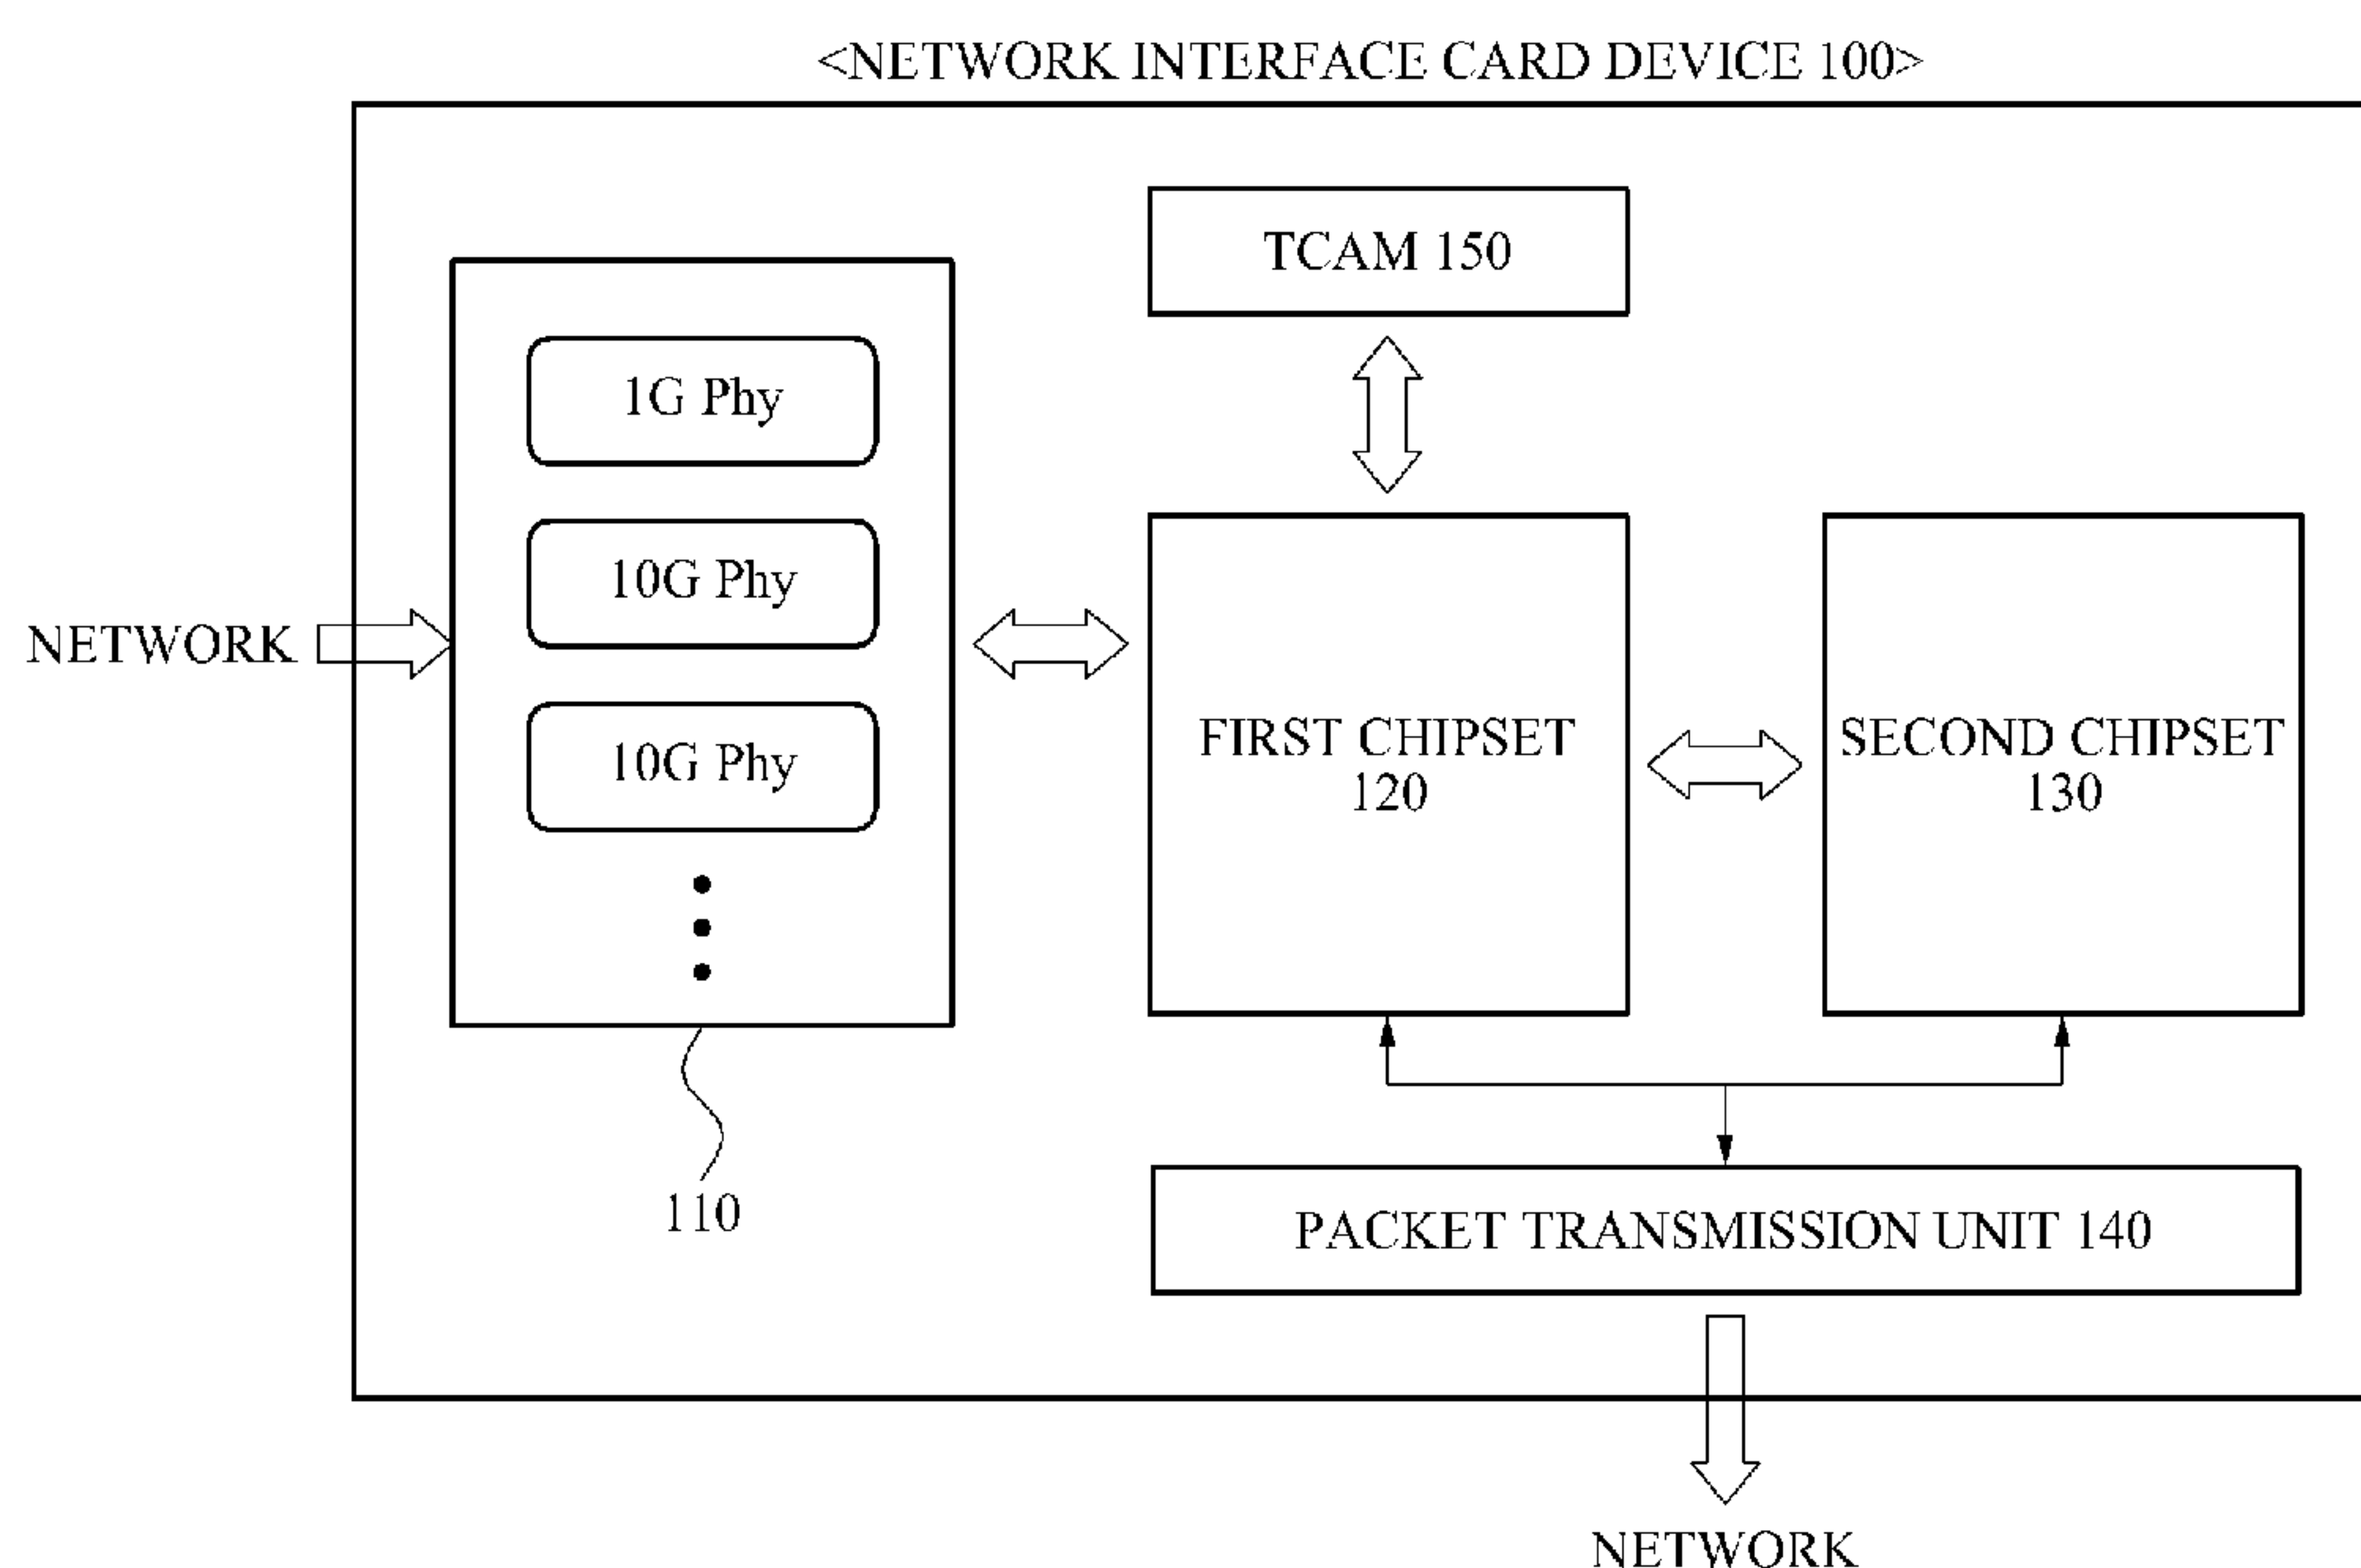 <NETWORK INTERFACE CARD DEVICE 100>
TCAM 150
1G Phy
10G Phy
NETWORK
10G Phy
FIRST CHIPSET
120
SECOND CHIPSET
130
110
PACKET TRANSMISSION UNIT 140
NETWORK